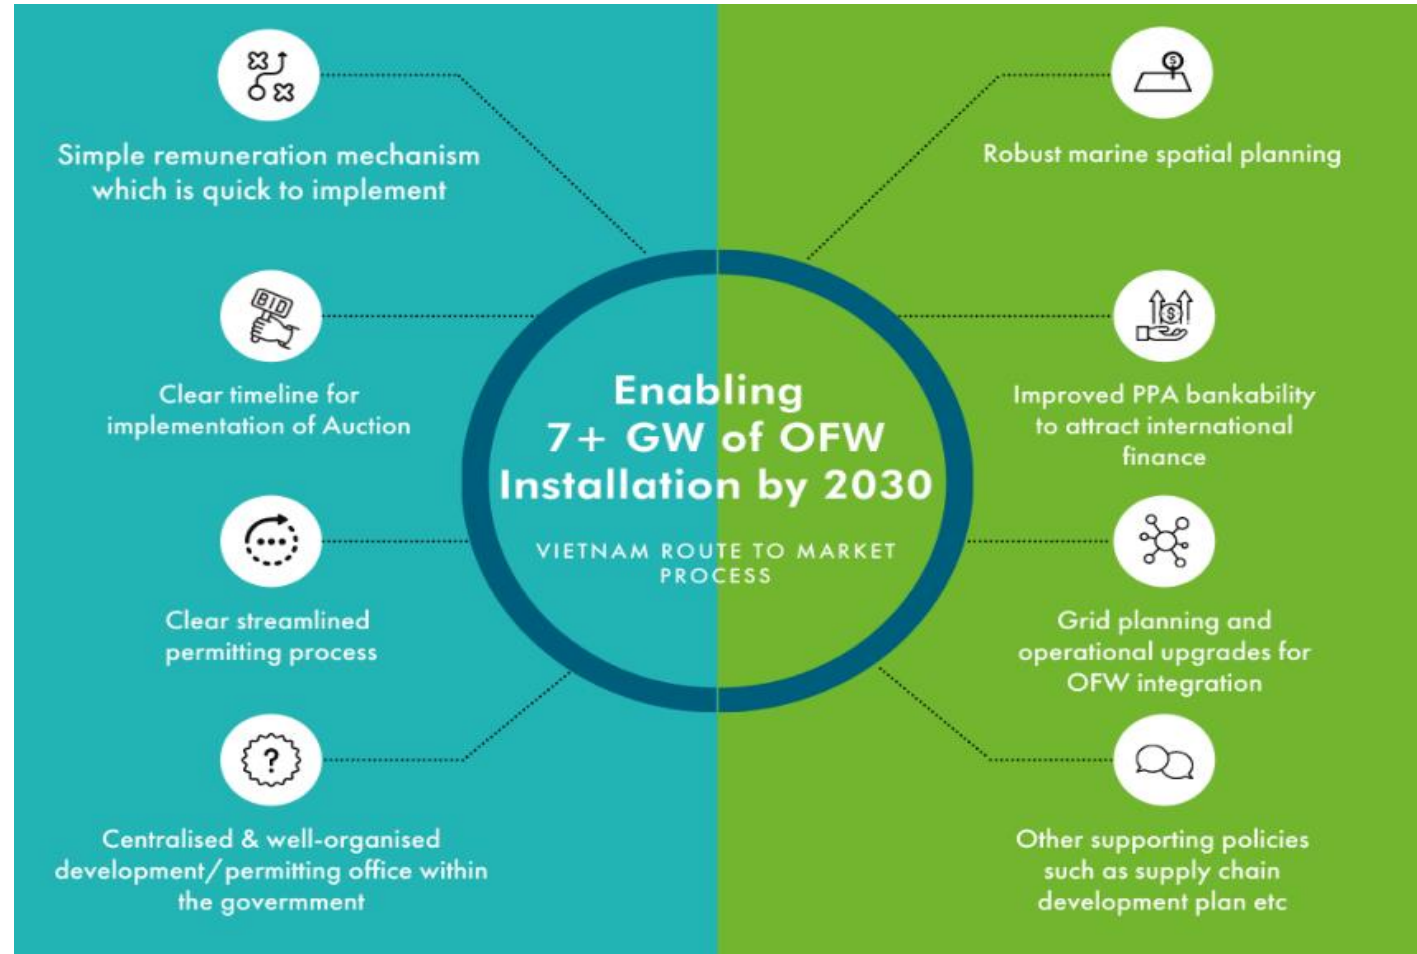 Simple remuneration mechanism
which is quick to implement
BID
Clear timeline for
implementation of Auction
Clear streamlined
permitting process
?
Centralised & well-organised
development/permitting office within
the govermment
Enabling
7+ GW of OFW
Installation by 2030
VIETNAM ROUTE TO MARKET
PROCESS
$
Robust marine spatial planning
$
Improved PPA bankability
to attract international
finance
Grid planning and
operational upgrades for
OFW integration
Other supporting policies
such as supply chain
development plan etc